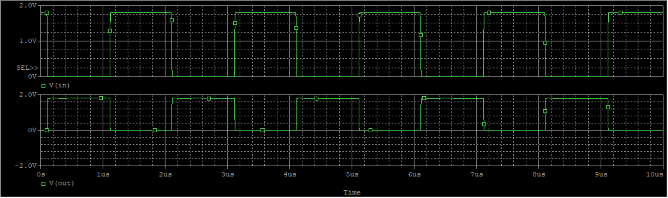 2.0V
1.0V
SEL>>
0V
V(in)
2.0V
0V
-2.0V
0s 1us 2us 3us 4us 5us 6us 7us 8us 9us 10us
V(out)
Time